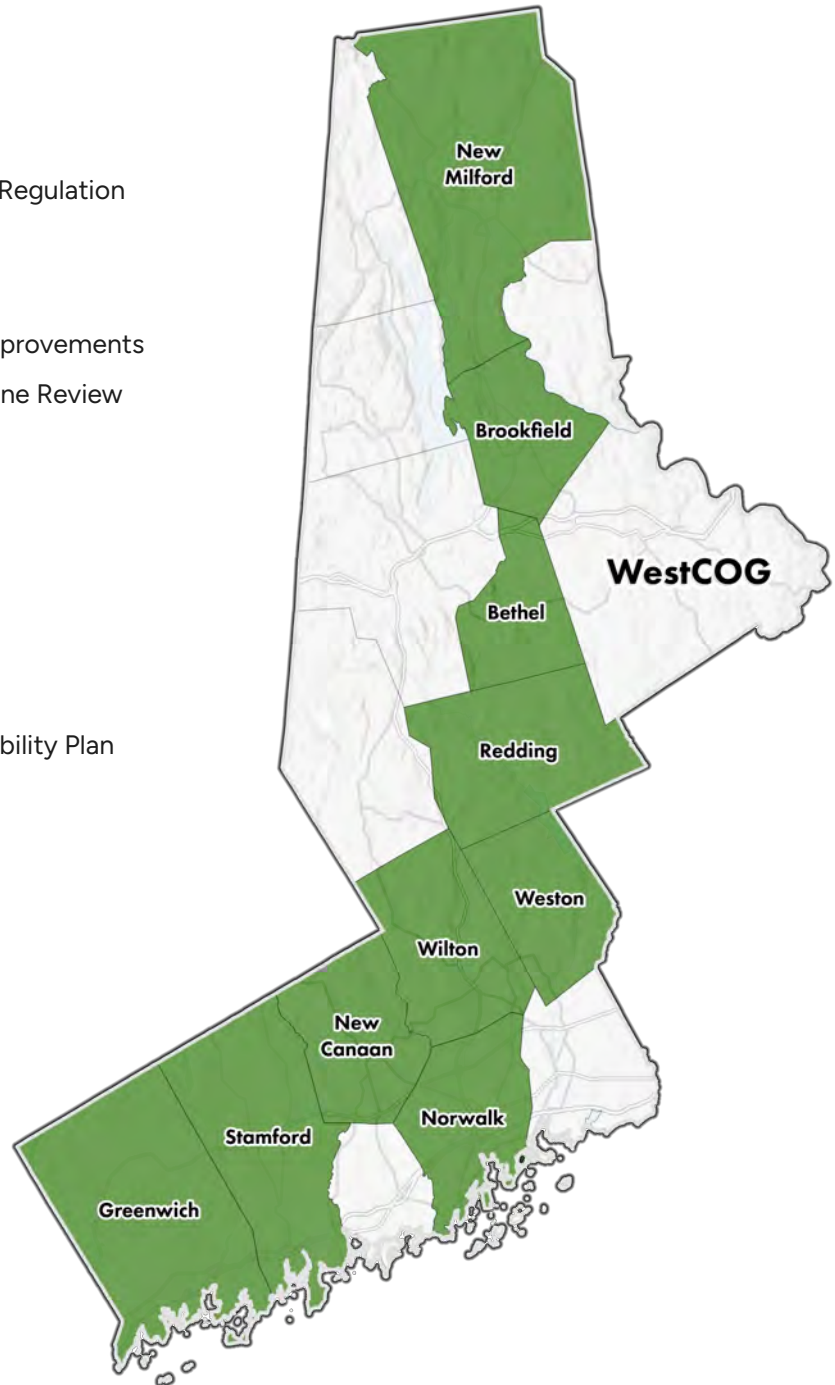 Regulation
provements
ne Review
bility Plan
New
Milford
Brookfield
WestCOG
Bethel
Redding
Weston
Wilton
New
Canaan
Norwalk
Stamford
Greenwich